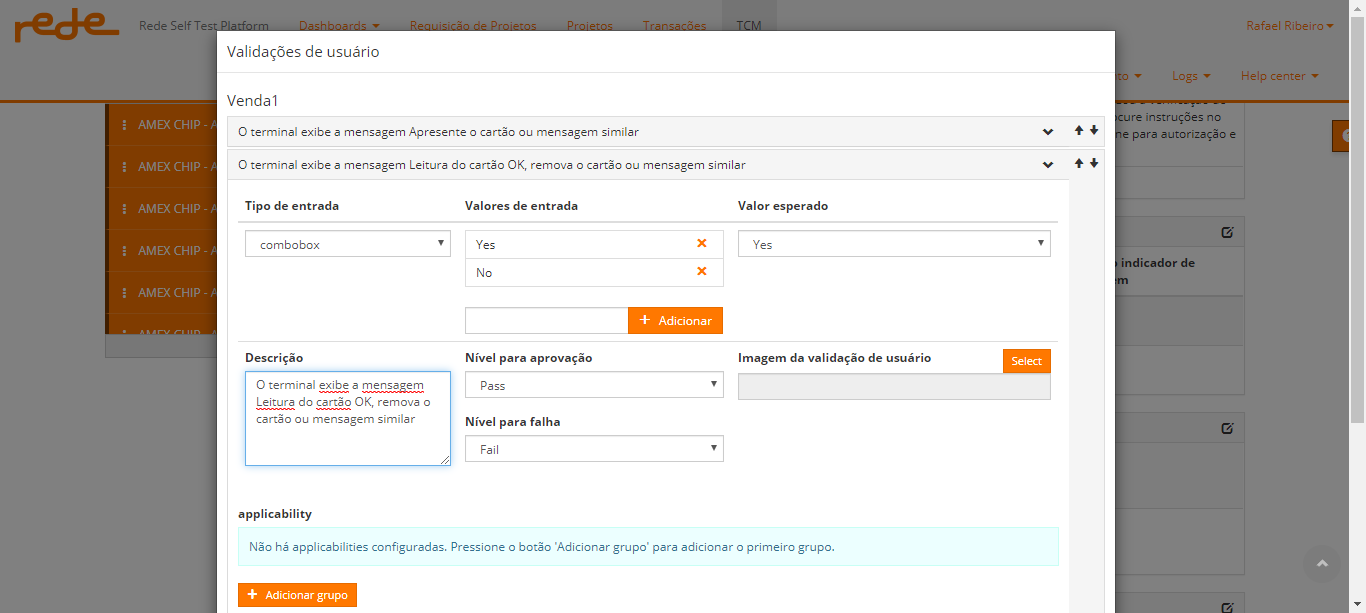 rede Rede Self Test Platform Dashboards Requisição de Projetos Projetos Transações TCM Rafael Ribeiro
Logs Help center
Validações de usuário
Venda1
O terminal exibe a mensagem Apresente o cartão ou mensagem similar
O terminal exibe a mensagem Leitura do cartão OK, remova o cartão ou mensagem similar
AMEX CHIP - A
AMEX CHIP - A
AMEX CHIP - A
AMEX CHIP - A
AMEX CHIP - A
AMEX CHIP - A
instruções no
para autorização e
indicador de
Tipo de entrada Valores de entrada Valor esperado
combobox Yes Yes
No
+ Adicionar
Descrição Nível para aprovação Imagem da validação de usuário Select
O terminal exibe a mensagem
Leitura do cartão OK, remova o
cartão ou mensagem similar
Pass
Nível para falha
Fail
applicability
Não há applicabilities configuradas. Pressione o botão 'Adicionar grupo' para adicionar o primeiro grupo.
+ Adicionar grupo